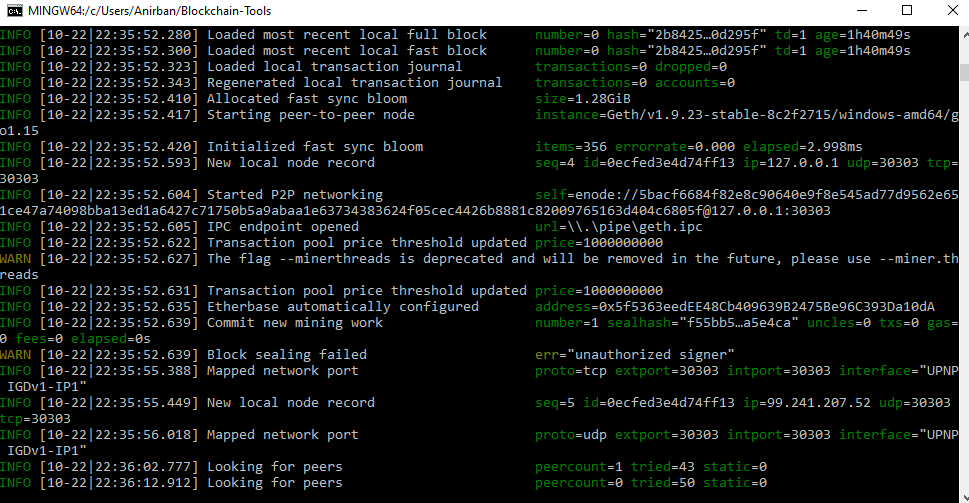 MINGW64:/c/Users/Anirban/Blockchain-Tools
INFO [10-22|22:35:52.280] Loaded most recent local full block number=0 hash="2b8425…0d295f" td=1 age=1h40m49s
INFO [10-22|22:35:52.300] Loaded most recent local fast block number=0 hash="2b8425…0d295f" td=1 age=1h40m49s
INFO [10-22|22:35:52.323] Loaded local transaction journal transactions=0 dropped=0
INFO [10-22|22:35:52.343] Regenerated local transaction journal transactions=0 accounts=0
INFO [10-22|22:35:52.410] Allocated fast sync bloom size=1.28GiB
INFO [10-22|22:35:52.417] Starting peer-to-peer node instance=Geth/v1.9.23-stable-8c2f2715/windows-amd64/g
o1.15
INFO [10-22|22:35:52.420] Initialized fast sync bloom items=356 errorrate=0.000 elapsed=2.998ms
INFO [10-22|22:35:52.593] New local node record seq=4 id=0ecfed3e4d74ff13 ip=127.0.0.1 udp=30303 tcp=
30303
INFO [10-22|22:35:52.604] Started P2P networking self=enode://5bacf6684f82e8c90640e9f8e545ad77d9562e65
1ce47a74098bba13ed1a6427c71750b5a9abaa1e63734383624f05cec4426b8881c82009765163d404c6805f@127.0.0.1:30303
INFO [10-22|22:35:52.605] IPC endpoint opened url=\\.\pipe\geth.ipc
INFO [10-22|22:35:52.622] Transaction pool price threshold updated price=1000000000
WARN [10-22|22:35:52.627] The flag --minerthreads is deprecated and will be removed in the future, please use --miner.th
reads
INFO [10-22|22:35:52.631] Transaction pool price threshold updated price=1000000000
INFO [10-22|22:35:52.635] Etherbase automatically configured address=0x5f5363eedEE48Cb409639B2475Be96C393Da10dA
INFO [10-22|22:35:52.639] Commit new mining work number=1 sealhash="f55bb5…a5e4ca" uncles=0 txs=0 gas=
0 fees=0 elapsed=0s
WARN [10-22|22:35:52.639] Block sealing failed err="unauthorized signer"
INFO [10-22|22:35:55.388] Mapped network port proto=tcp extport=30303 intport=30303 interface="UPNP
IGDv1-IP1"
INFO [10-22|22:35:55.449] New local node record seq=5 id=0ecfed3e4d74ff13 ip=99.241.207.52 udp=30303
tcp=30303
INFO [10-22|22:35:56.018] Mapped network port proto=udp extport=30303 intport=30303 interface="UPNP
IGDv1-IP1"
INFO [10-22|22:36:02.777] Looking for peers peercount=1 tried=43 static=0
INFO [10-22|22:36:12.912] Looking for peers peercount=0 tried=50 static=0